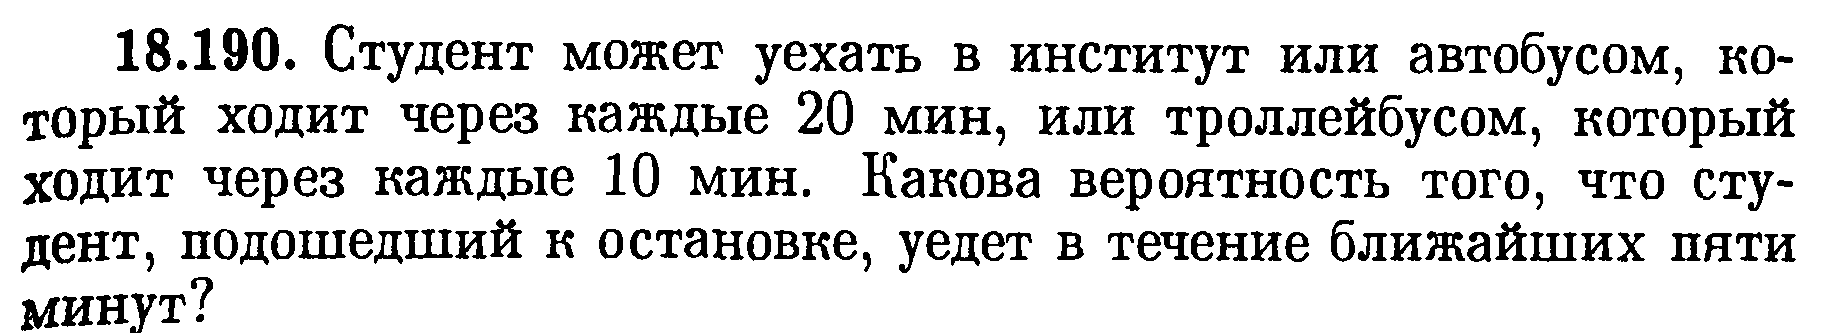 18.190. Студент может уехать в институт или автобусом, ко-
торый ходит через каждые 20 мин, или троллейбусом, который
ходит через каждые 10 мин. Какова вероятность того, что сту-
дент, подошедший к остановке, уедет в течение ближайших пяти
минут?